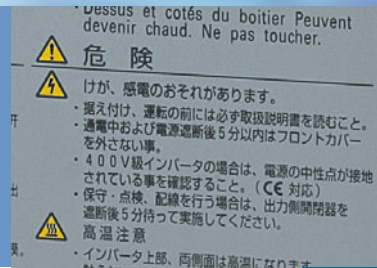 ・Dessus et cotés du boitier Peuvent
devenir chaud. Ne pas toucher.
危 険
けが、感電のおそれがあります。
・据え付け、運転の前には必ず取扱説明書を読むこと。
・通電中および電源遮断後5分以内はフロントカバー
を外さない事。
・400V級インバータの場合は、電源の中性点が接地
されている事を確認すること。(CE 対応)
・保守・点検、配線を行う場合は、出力側開閉器を
遮断後5分待って実施してください。
高温注意
・インバータ上部、両側面は高温になります